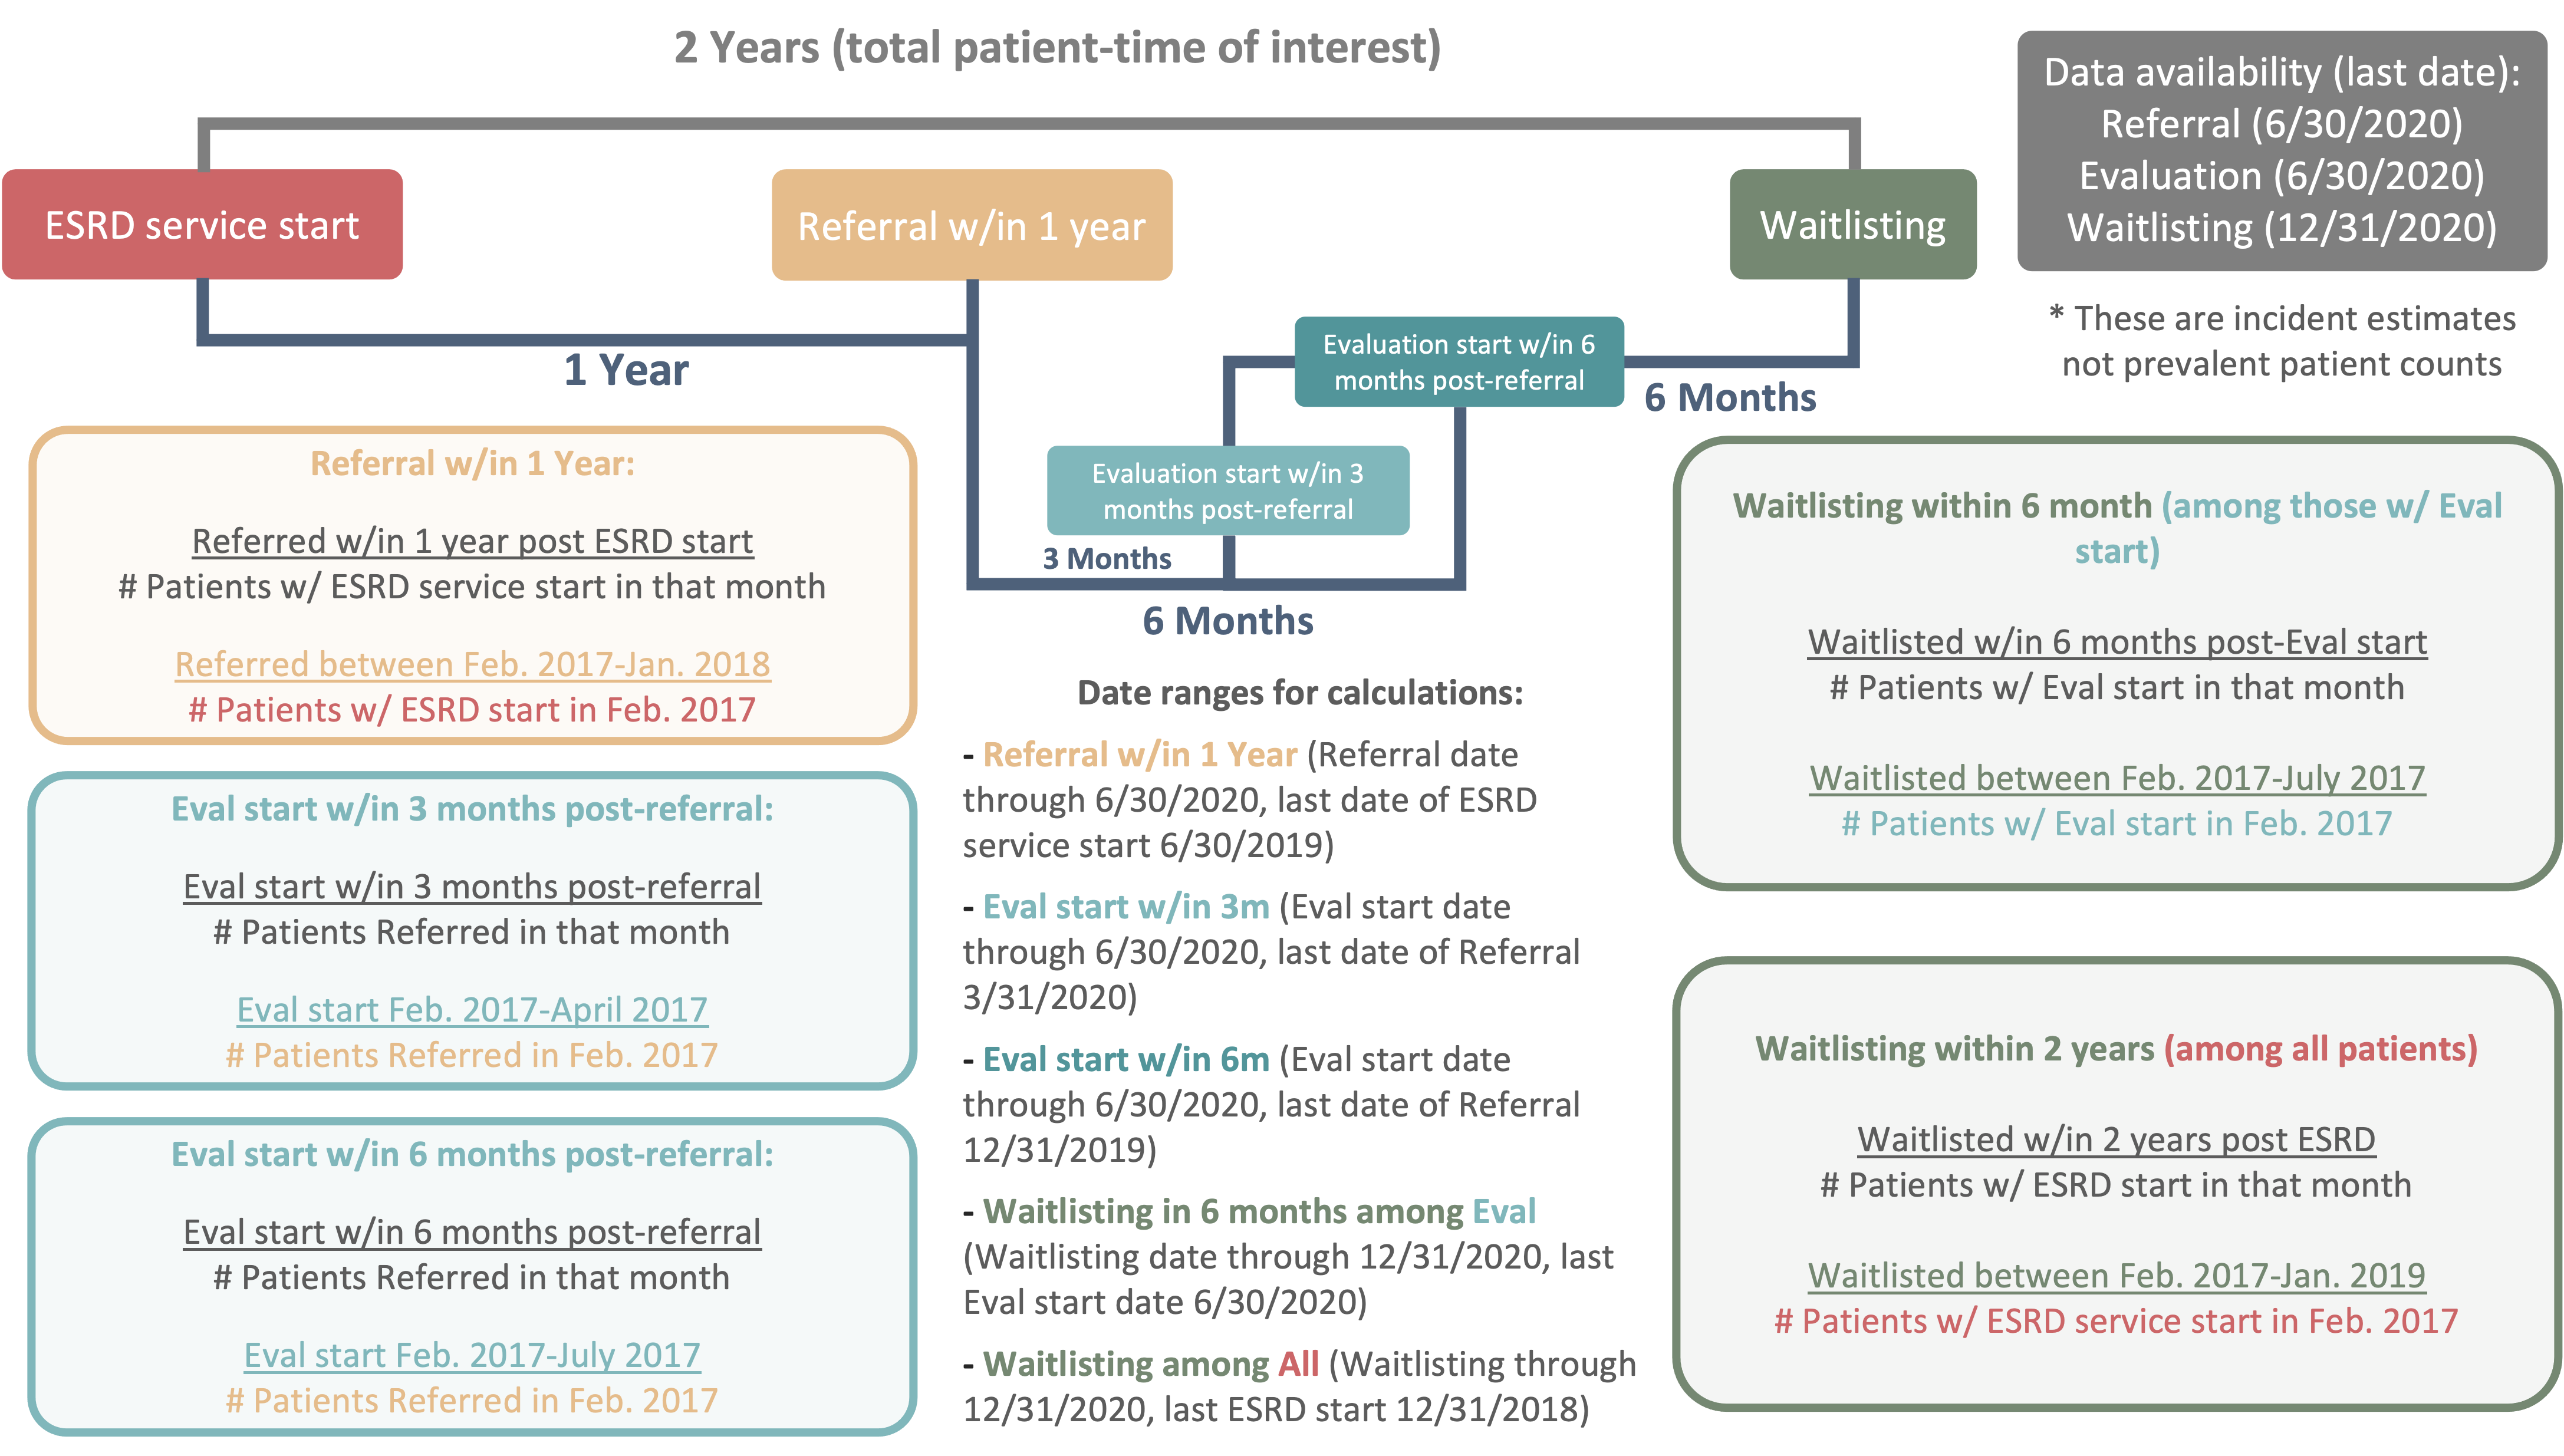 2 Years (total patient-time of interest)
Data availability (last date):
Referral (6/30/2020)
Evaluation (6/30/2020)
Waitlisting (12/31/2020)
ESRD service start
Referral w/in 1 year
Waitlisting
* These are incident estimates
not prevalent patient counts
1 Year
Evaluation start w/in 6
months post-referral
6 Months
Evaluation start w/in 3
months post-referral
3 Months
6 Months
Referral w/in 1 Year:
Referred w/in 1 year post ESRD start
# Patients w/ ESRD service start in that month
Referred between Feb. 2017-Jan. 2018
# Patients w/ ESRD start in Feb. 2017
Eval start w/in 3 months post-referral:
Eval start w/in 3 months post-referral
# Patients Referred in that month
Eval start Feb. 2017-April 2017
# Patients Referred in Feb. 2017
Eval start w/in 6 months post-referral:
Eval start w/in 6 months post-referral
# Patients Referred in that month
Eval start Feb. 2017-July 2017
# Patients Referred in Feb. 2017
Date ranges for calculations:
- Referral w/in 1 Year (Referral date
through 6/30/2020, last date of ESRD
service start 6/30/2019)
- Eval start w/in 3m (Eval start date
through 6/30/2020, last date of Referral
3/31/2020)
- Eval start w/in 6m (Eval start date
through 6/30/2020, last date of Referral
12/31/2019)
- Waitlisting in 6 months among Eval
(Waitlisting date through 12/31/2020, last
Eval start date 6/30/2020)
- Waitlisting among All (Waitlisting through
12/31/2020, last ESRD start 12/31/2018)
Waitlisting within 6 month (among those w/ Eval
start)
Waitlisted w/in 6 months post-Eval start
# Patients w/ Eval start in that month
Waitlisted between Feb. 2017-July 2017
# Patients w/ Eval start in Feb. 2017
Waitlisting within 2 years (among all patients)
Waitlisted w/in 2 years post ESRD
# Patients w/ ESRD start in that month
Waitlisted between Feb. 2017-Jan. 2019
# Patients w/ ESRD service start in Feb. 2017